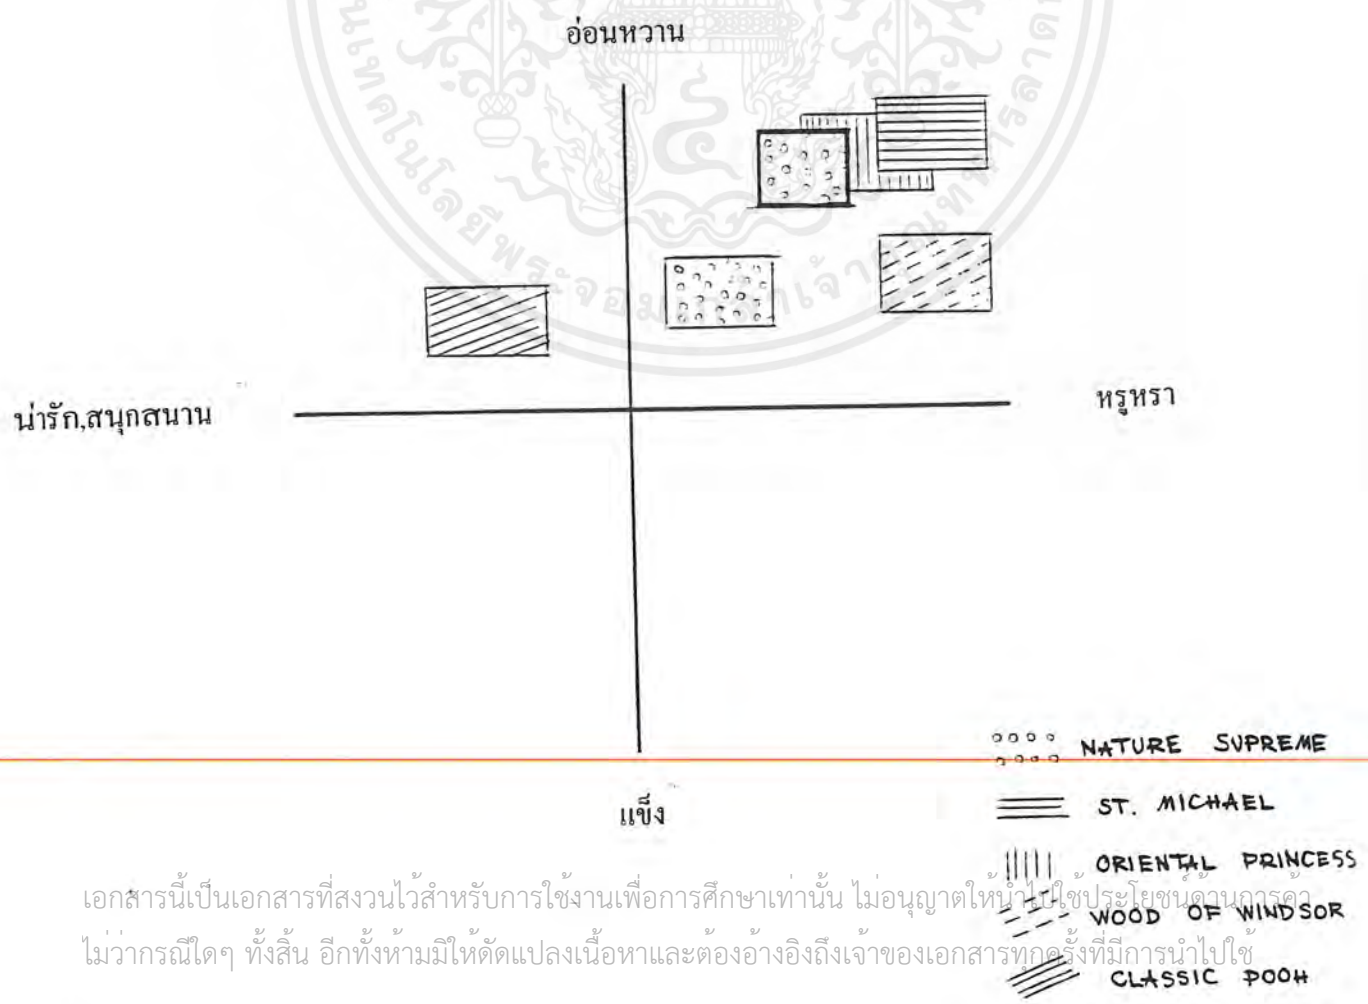 อ่อนหวาน
น่ารัก,สนุกสนาน
หรูหรา
แข็ง
NATURE SUPREME
ST. MICHAEL
ORIENTAL PRINCESS
WOOD OF WINDSOR
CLASSIC POOH
เอกสารนี้เป็นเอกสารที่สงวนไว้สำหรับการใช้งานเพื่อการศึกษาเท่านั้น ไม่อนุญาตให้นำไปใช้ประโยชน์ด้านการค้า
ไม่ว่ากรณีใดๆ ทั้งสิ้น อีกทั้งห้ามมิให้ดัดแปลงเนื้อหาและต้องอ้างอิงถึงเจ้าของเอกสารทุกครั้งที่มีการนำไปใช้